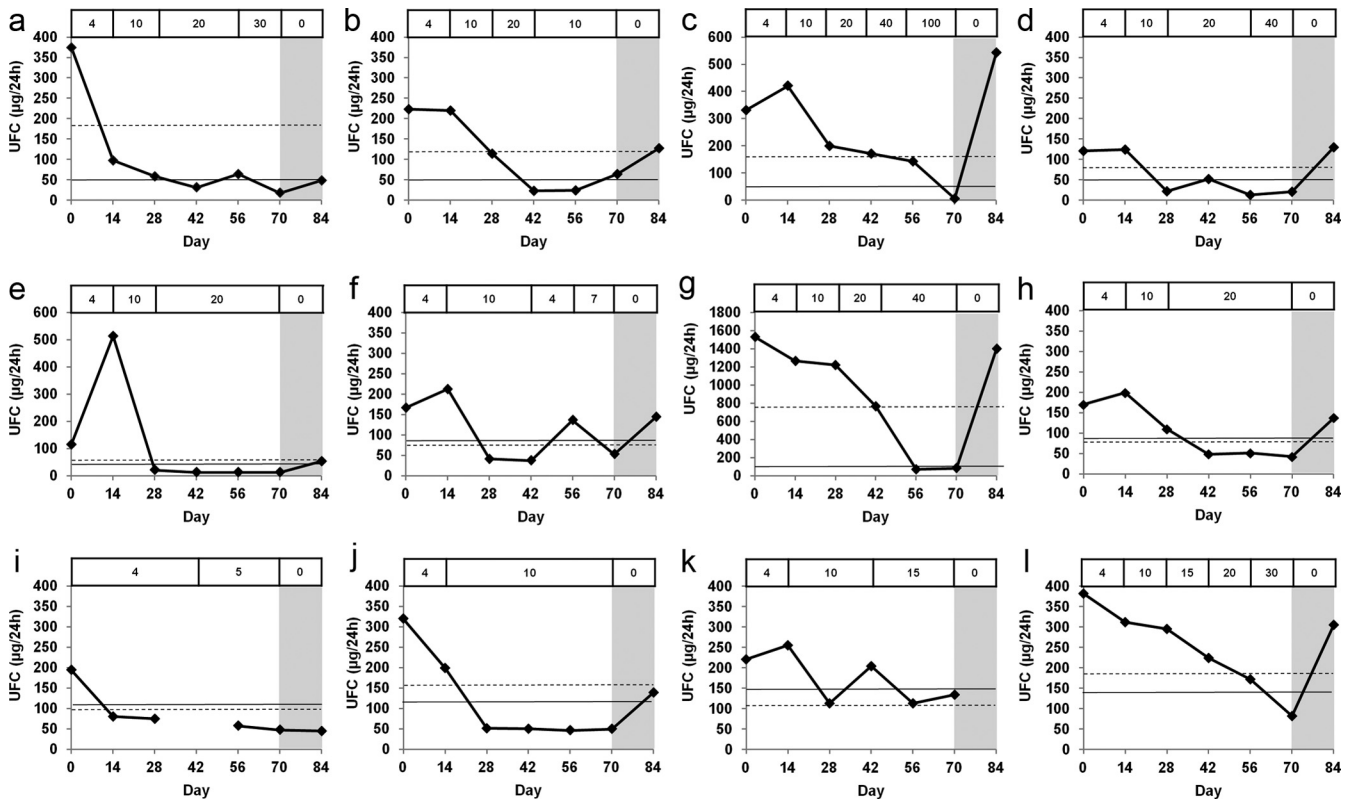 a
4 10 20 30 0
UFC (µg/24h)
400
350
300
250
200
150
100
50
0
0 14 28 42 56 70 84
Day
b
4 10 20 10 0
UFC (µg/24h)
400
350
300
250
200
150
100
50
0
0 14 28 42 56 70 84
Day
c
4 10 20 40 100 0
UFC (µg/24h)
600
500
400
300
200
100
0
0 14 28 42 56 70 84
Day
d
4 10 20 40 0
UFC (µg/24h)
400
350
300
250
200
150
100
50
0
0 14 28 42 56 70 84
Day
e
4 10 20 0
UFC (µg/24h)
600
500
400
300
200
100
0
0 14 28 42 56 70 84
Day
f
4 10 4 7 0
UFC (µg/24h)
400
350
300
250
200
150
100
50
0
0 14 28 42 56 70 84
Day
g
4 10 20 40 0
UFC (µg/24h)
1800
1600
1400
1200
1000
800
600
400
200
0
0 14 28 42 56 70 84
Day
h
4 10 20 0
UFC (µg/24h)
400
350
300
250
200
150
100
50
0
0 14 28 42 56 70 84
Day
i
4 5 0
UFC (µg/24h)
400
350
300
250
200
150
100
50
0
0 14 28 42 56 70 84
Day
j
4 10 0
UFC (µg/24h)
400
350
300
250
200
150
100
50
0
0 14 28 42 56 70 84
Day
k
4 10 15 0
UFC (µg/24h)
400
350
300
250
200
150
100
50
0
0 14 28 42 56 70 84
Day
l
4 10 15 20 30 0
UFC (µg/24h)
400
350
300
250
200
150
100
50
0
0 14 28 42 56 70 84
Day